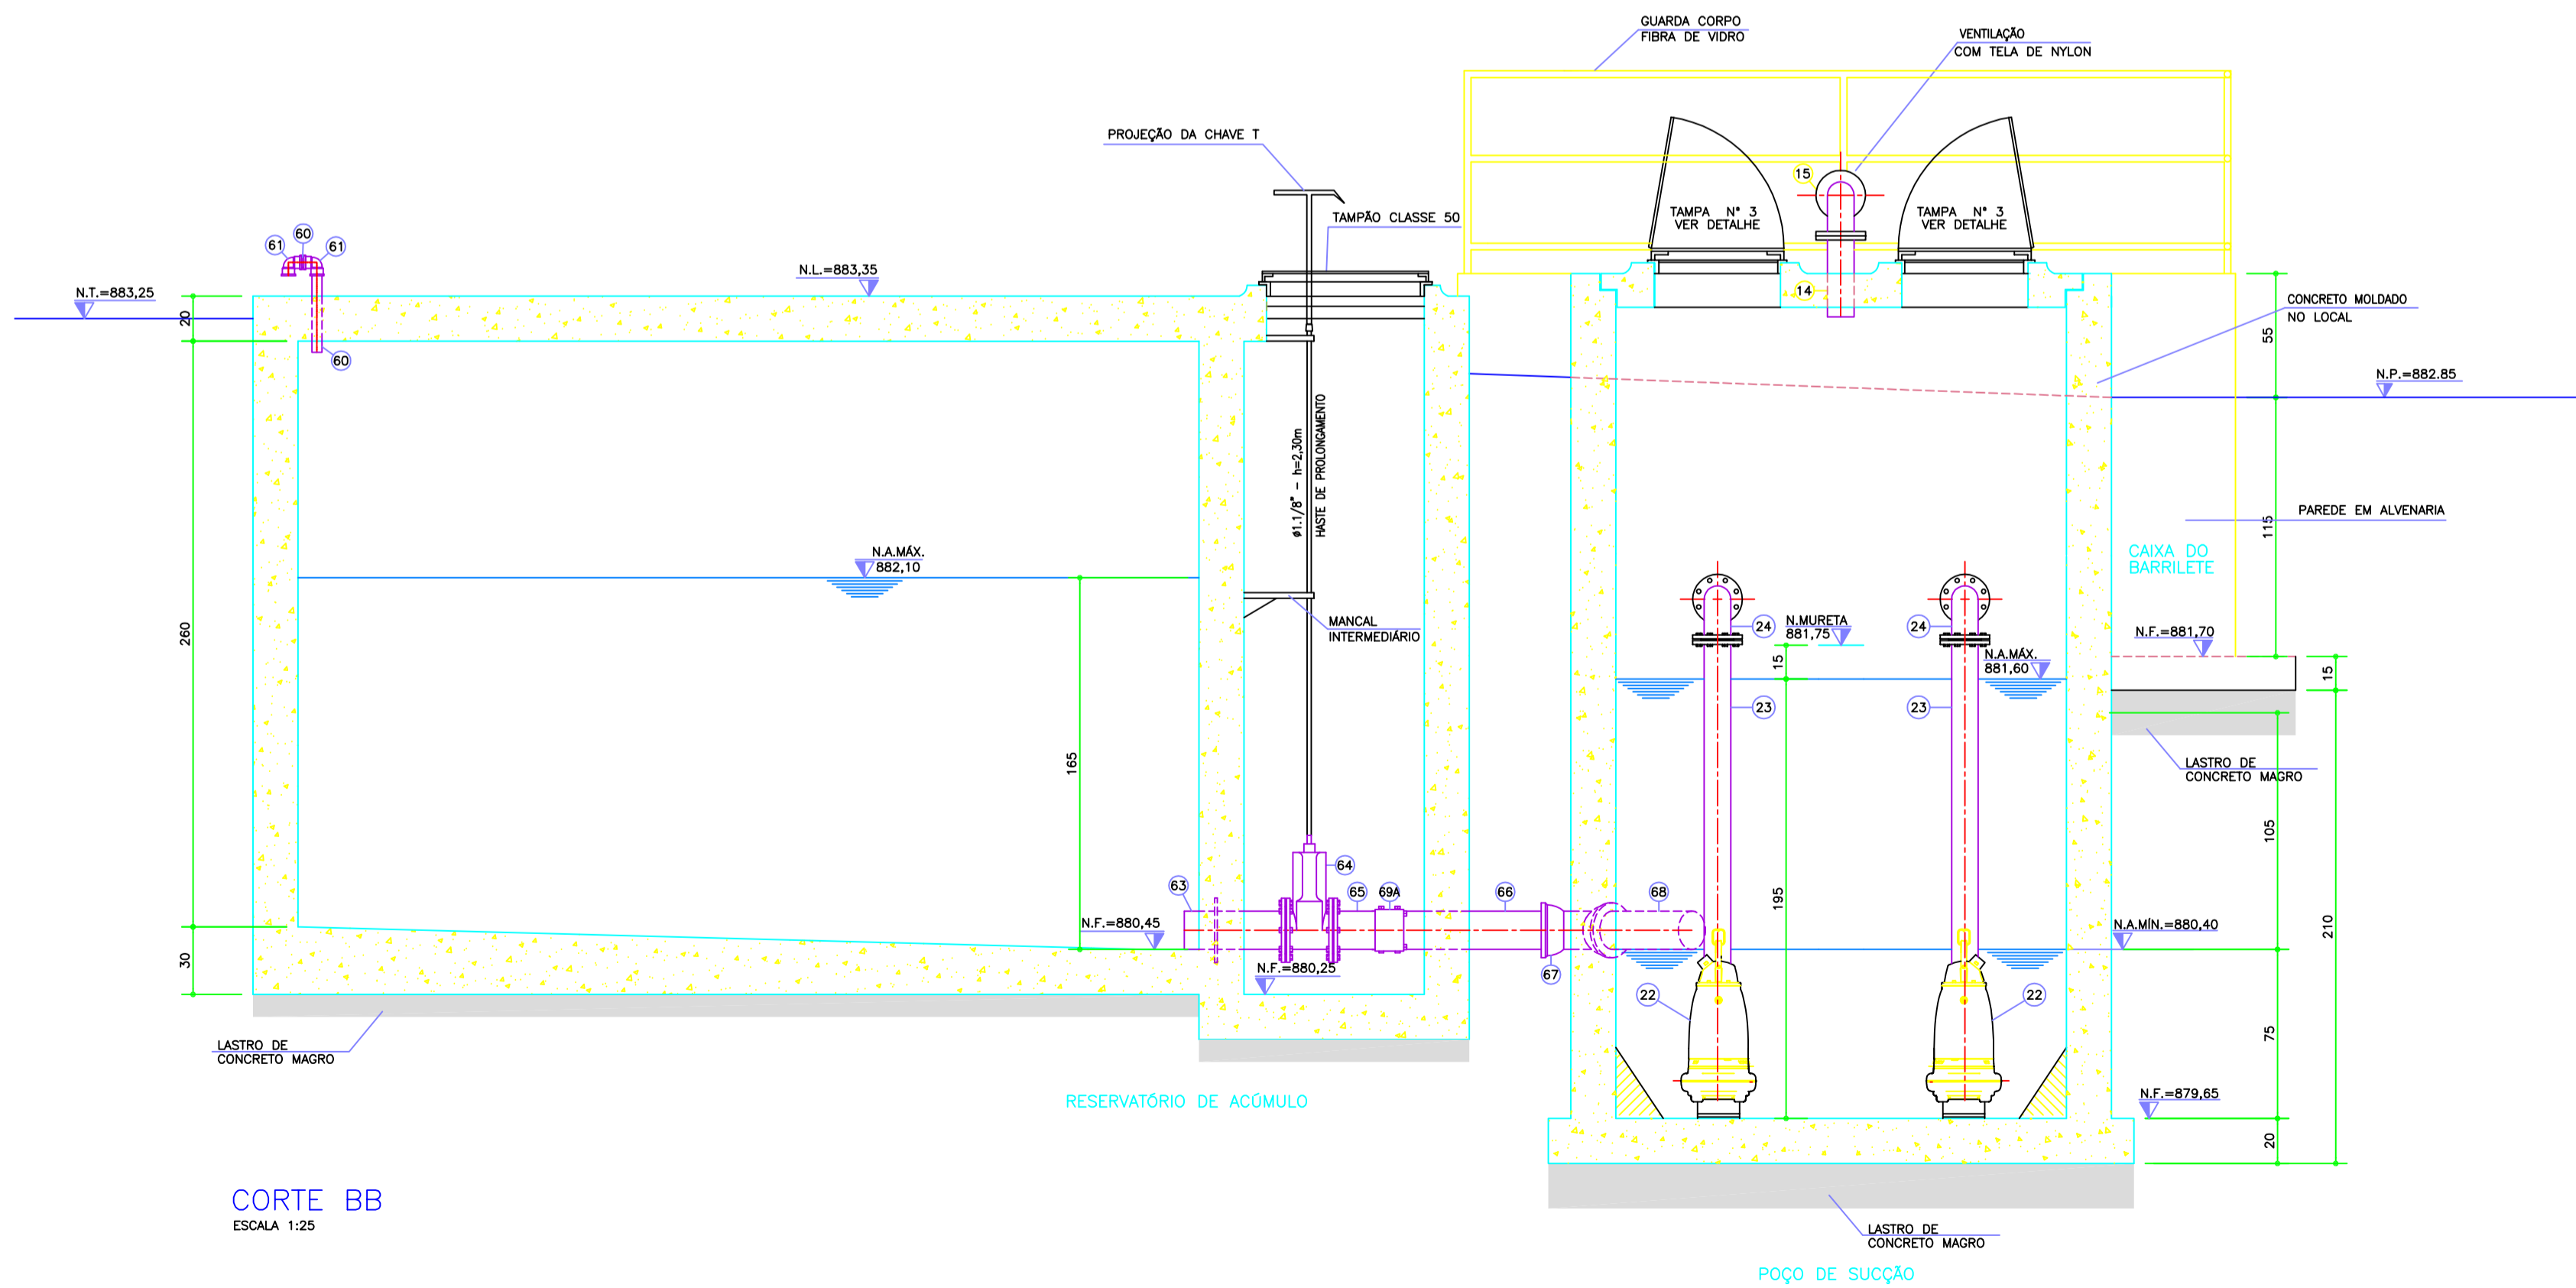 GUARDA CORPO
FIBRA DE VIDRO
VENTILAÇÃO
COM TELA DE NYLON
PROJEÇÃO DA CHAVE T
TAMPÃO CLASSE 50
15
TAMPA N° 3
VER DETALHE
TAMPA N° 3
VER DETALHE
61
60
61
N.L.=883,35
N.T.=883,25
14
CONCRETO MOLDADO
NO LOCAL
20
55
60
N.P.=882.85
ø1.1/8" - h=2,30m
HASTE DE PROLONGAMENTO
PAREDE EM ALVENARIA
115
CAIXA DO
BARRILETE
N.A.MÁX.
882,10
260
MANCAL
INTERMEDIÁRIO
24
N.MURETA
881,75
24
N.F.=881,70
N.A.MÁX.
881,60
15
15
23
23
LASTRO DE
CONCRETO MAGRO
165
105
64
63
65
69A
66
68
195
210
N.F.=880,45
N.A.MÍN.=880,40
30
N.F.=880,25
67
22
22
75
LASTRO DE
CONCRETO MAGRO
N.F.=879,65
RESERVATÓRIO DE ACÚMULO
20
CORTE BB
ESCALA 1:25
LASTRO DE
CONCRETO MAGRO
POÇO DE SUCÇÃO